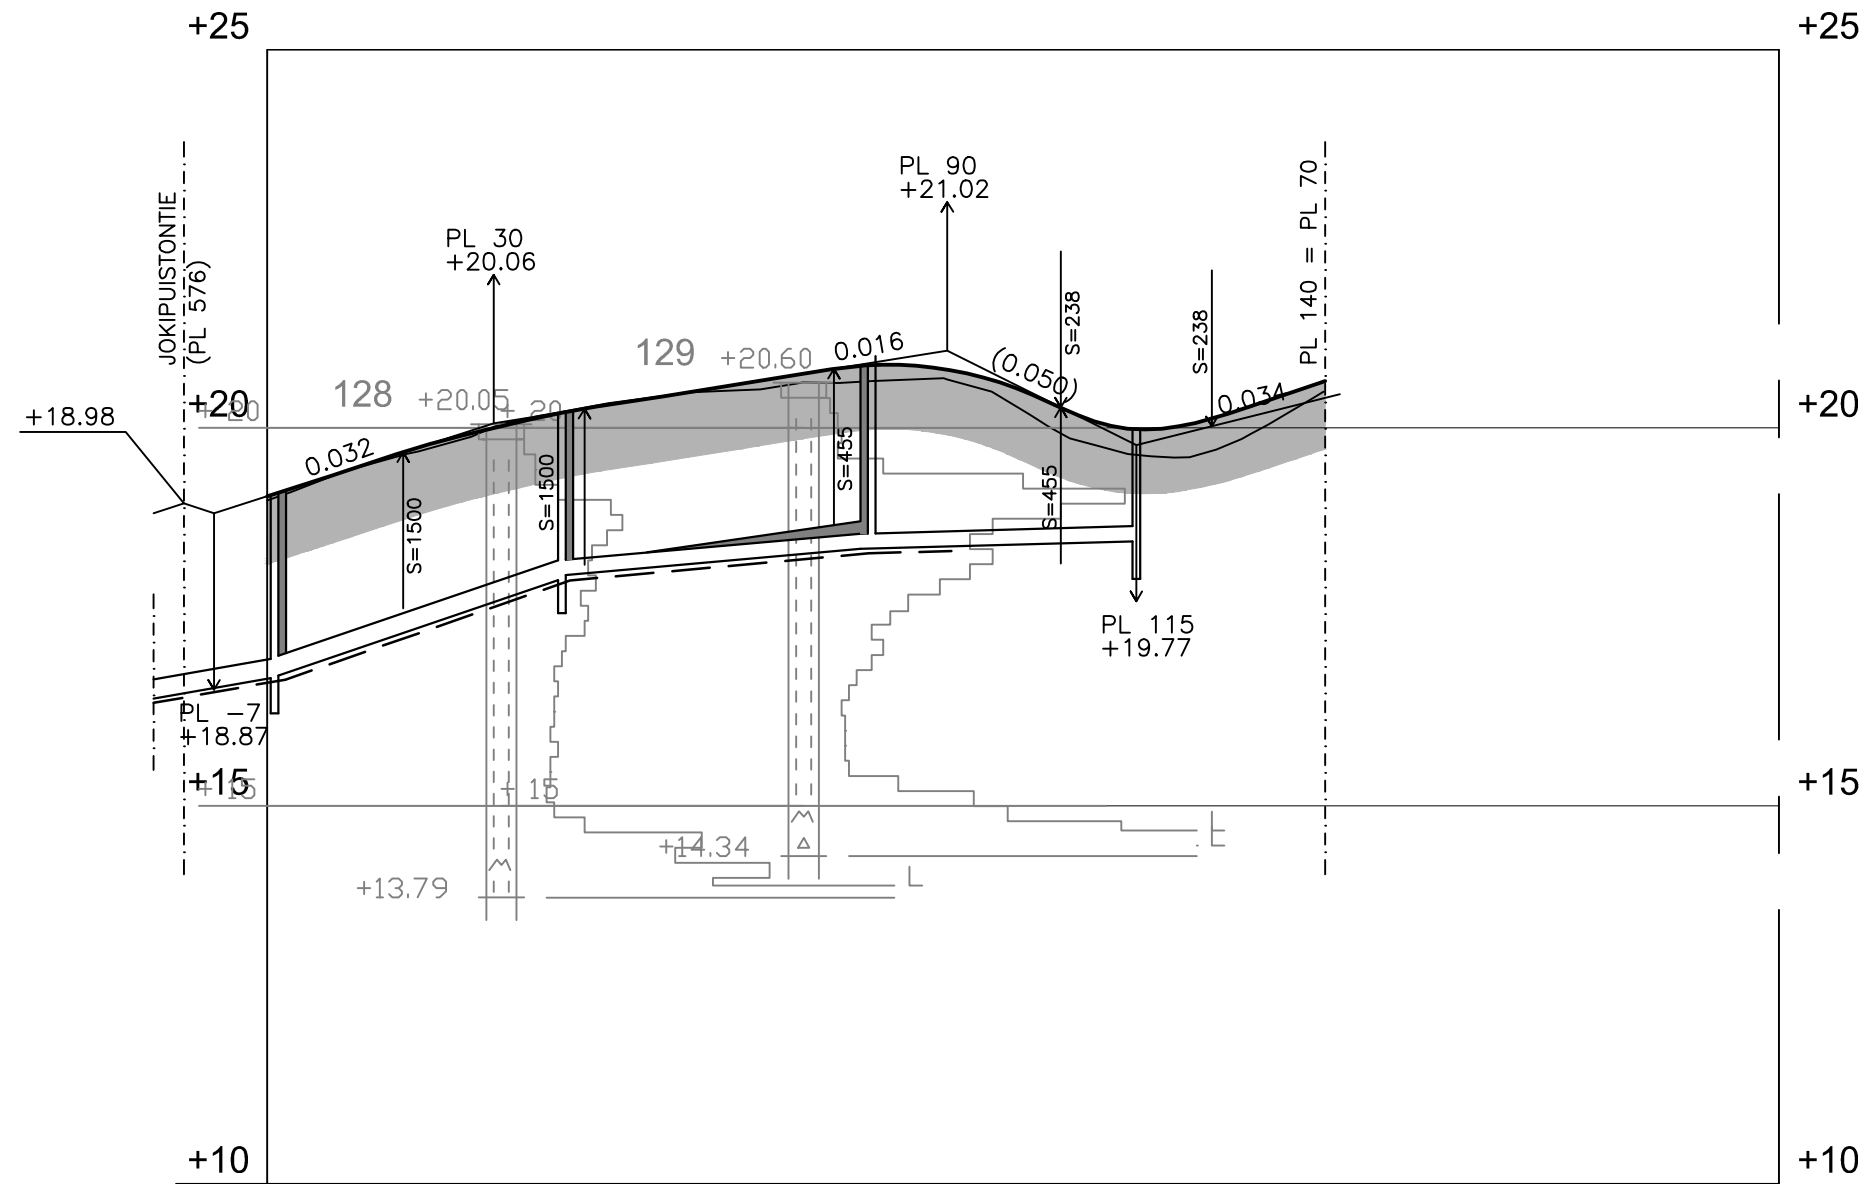 +25
+25
PL 90
+21.02
JOKIPUISTONTIE
(PL 576)
PL 140 = PL 70
PL 30
+20.06
S=238
S=238
129
+20.60
0.016
(0.050)
128
+20.05
0.034
+18.98
+20
+20
+20
+20
0.032
S=1500
S=1500
S=455
S=455
PL 115
+19.77
PL -7
+18.87
+15
+15
+15
+15
+14.34
L
+13.79
L
+10
+10